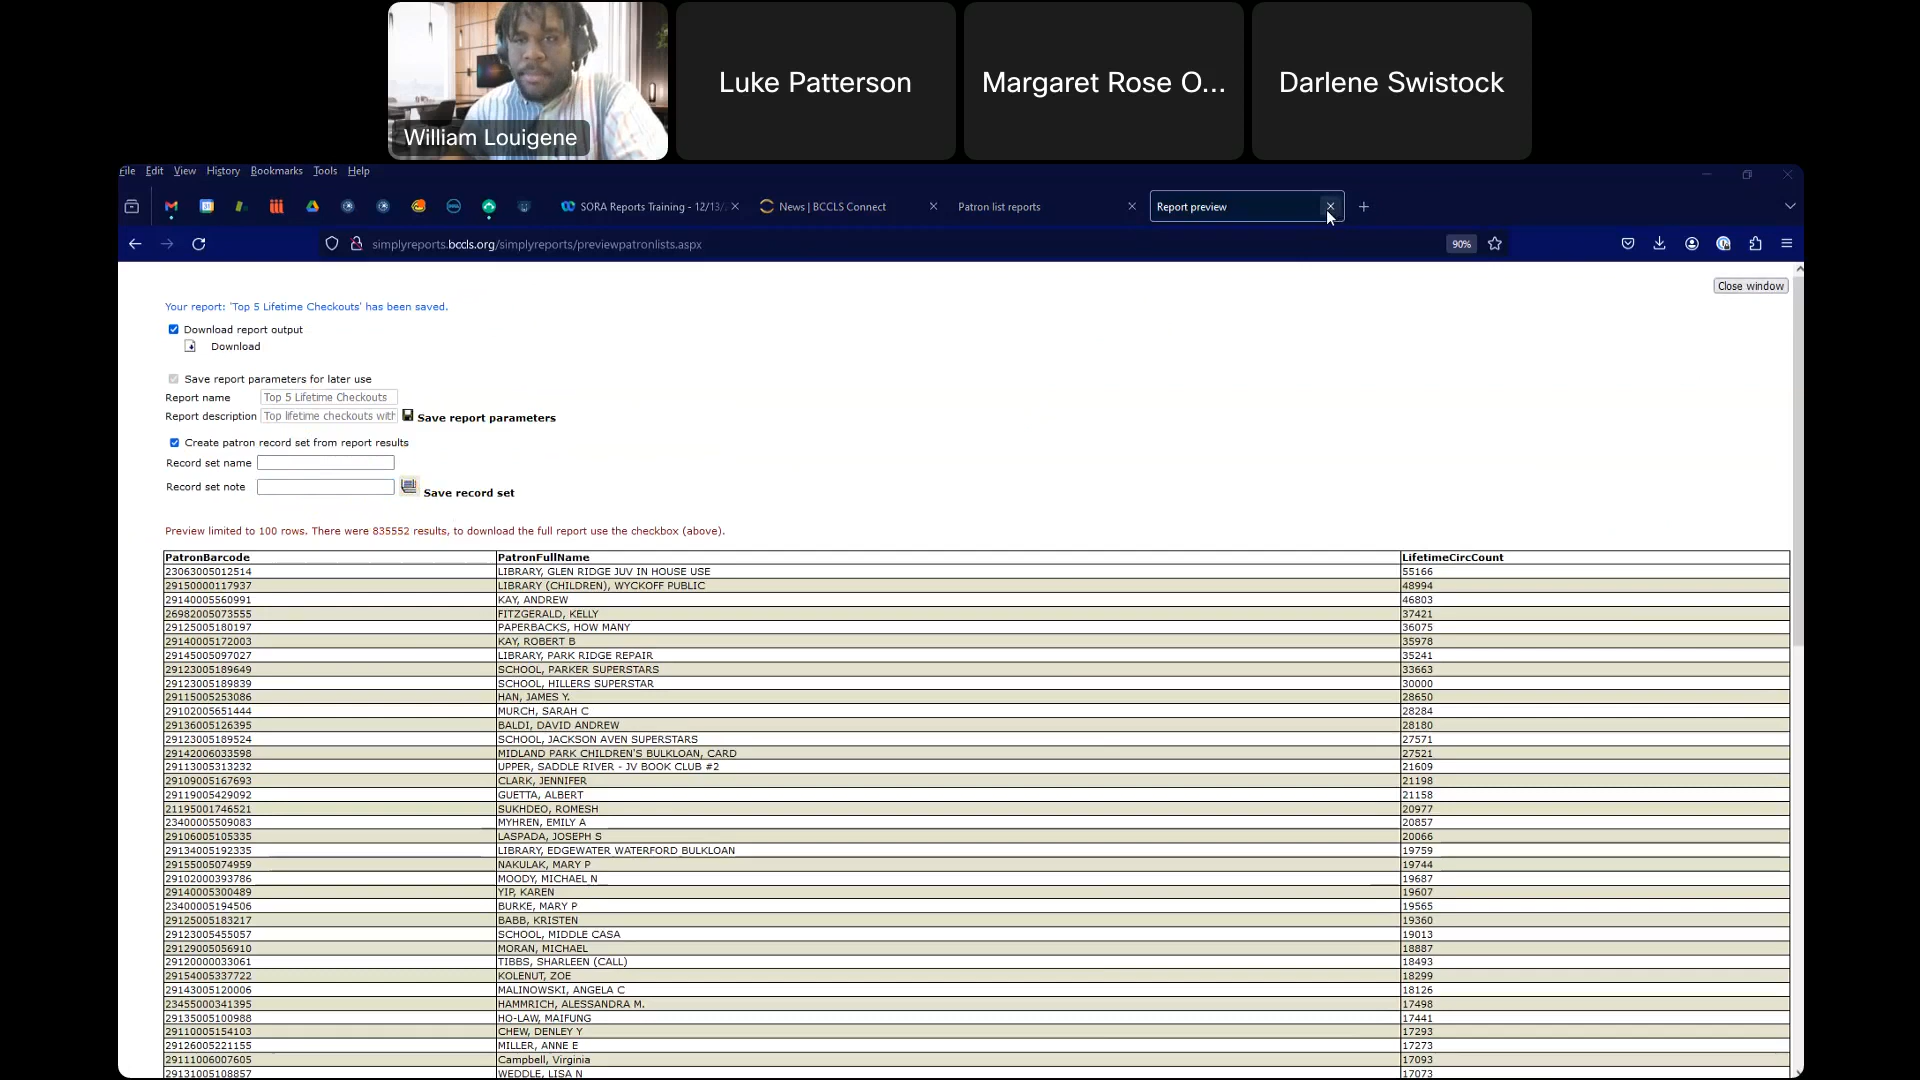 Luke Patterson
Margaret Rose O...
Darlene Swistock
William Louigene
File Edit View History Bookmarks Tools Help
SORA Reports Training - 12/13/
News | BCCLS Connect
Patron list reports
Report preview
simplyreports.bccls.org/simplyreports/previewpatronlists.aspx
90%
Close window
Your report: 'Top 5 Lifetime Checkouts' has been saved.
Download report output
Download
Save report parameters for later use
Report name Top 5 Lifetime Checkouts
Report description Top lifetime checkouts with Save report parameters
Create patron record set from report results
Record set name
Record set note Save record set
Preview limited to 100 rows. There were 835552 results, to download the full report use the checkbox (above).
PatronBarcode PatronFullName LifetimeCircCount
23063005012514 LIBRARY, GLEN RIDGE JUV IN HOUSE USE 55166
29150000117937 LIBRARY (CHILDREN), WYCKOFF PUBLIC 48994
29140005560991 KAY, ANDREW 46803
26982005073555 FITZGERALD, KELLY 37421
29125005180197 PAPERBACKS, HOW MANY 36075
29140005172003 KAY, ROBERT B 35978
29145005097027 LIBRARY, PARK RIDGE REPAIR 35241
29123005189649 SCHOOL, PARKER SUPERSTARS 33663
29123005189839 SCHOOL, HILLERS SUPERSTAR 30000
29115005253086 HAN, JAMES Y. 28650
29102005651444 MURCH, SARAH C 28284
29136005126395 BALDI, DAVID ANDREW 28180
29123005189524 SCHOOL, JACKSON AVEN SUPERSTARS 27571
29142006033598 MIDLAND PARK CHILDREN'S BULKLOAN, CARD 27521
29113005313232 UPPER, SADDLE RIVER - JV BOOK CLUB #2 21609
29109005167693 CLARK, JENNIFER 21198
29119005429092 GUETTA, ALBERT 21158
21195001746521 SUKHDEO, ROMESH 20977
23400005509083 MYHREN, EMILY A 20857
29106005105335 LASPADA, JOSEPH S 20066
29134005192335 LIBRARY, EDGEWATER WATERFORD BULKLOAN 19759
29155005074959 NAKULAK, MARY P 19744
29102000393786 MOODY, MICHAEL N 19687
29140005300489 YIP, KAREN 19607
23400005194506 BURKE, MARY P 19565
29125005183217 BABB, KRISTEN 19360
29123005455057 SCHOOL, MIDDLE CASA 19013
29129005056910 MORAN, MICHAEL 18887
29120000033061 TIBBS, SHARLEEN (CALL) 18493
29154005337722 KOLENUT, ZOE 18299
29143005120006 MALINOWSKI, ANGELA C 18126
23455000341395 HAMMRICH, ALESSANDRA M. 17498
29135005100988 HO-LAW, MAIFUNG 17441
29110005154103 CHEW, DENLEY Y 17293
29126005221155 MILLER, ANNE E 17273
29111006007605 Campbell, Virginia 17093
29131005108857 WEDDLE, LISA N 17073